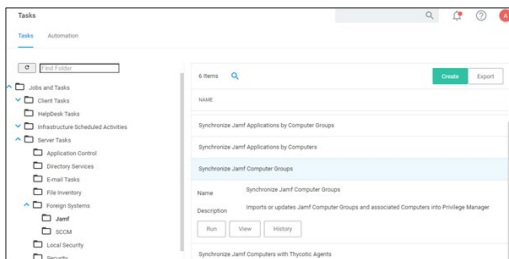 Tasks
Tasks Automation
Find Folder
Jobs and Tasks
Client Tasks
HelpDesk Tasks
Infrastructure Scheduled Activities
Server Tasks
Application Control
Directory Services
E-mail Tasks
File Inventory
Foreign Systems
Jamf
SCCM
Local Security
Security
6 Items
Create Export
NAME
Synchronize Jamf Applications by Computer Groups
Synchronize Jamf Applications by Computers
Synchronize Jamf Computer Groups
Name Synchronize Jamf Computer Groups
Description Imports or updates Jamf Computer Groups and associated Computers into Privilege Manager
Run View History
Synchronize Jamf Computers with Thycotic Agents